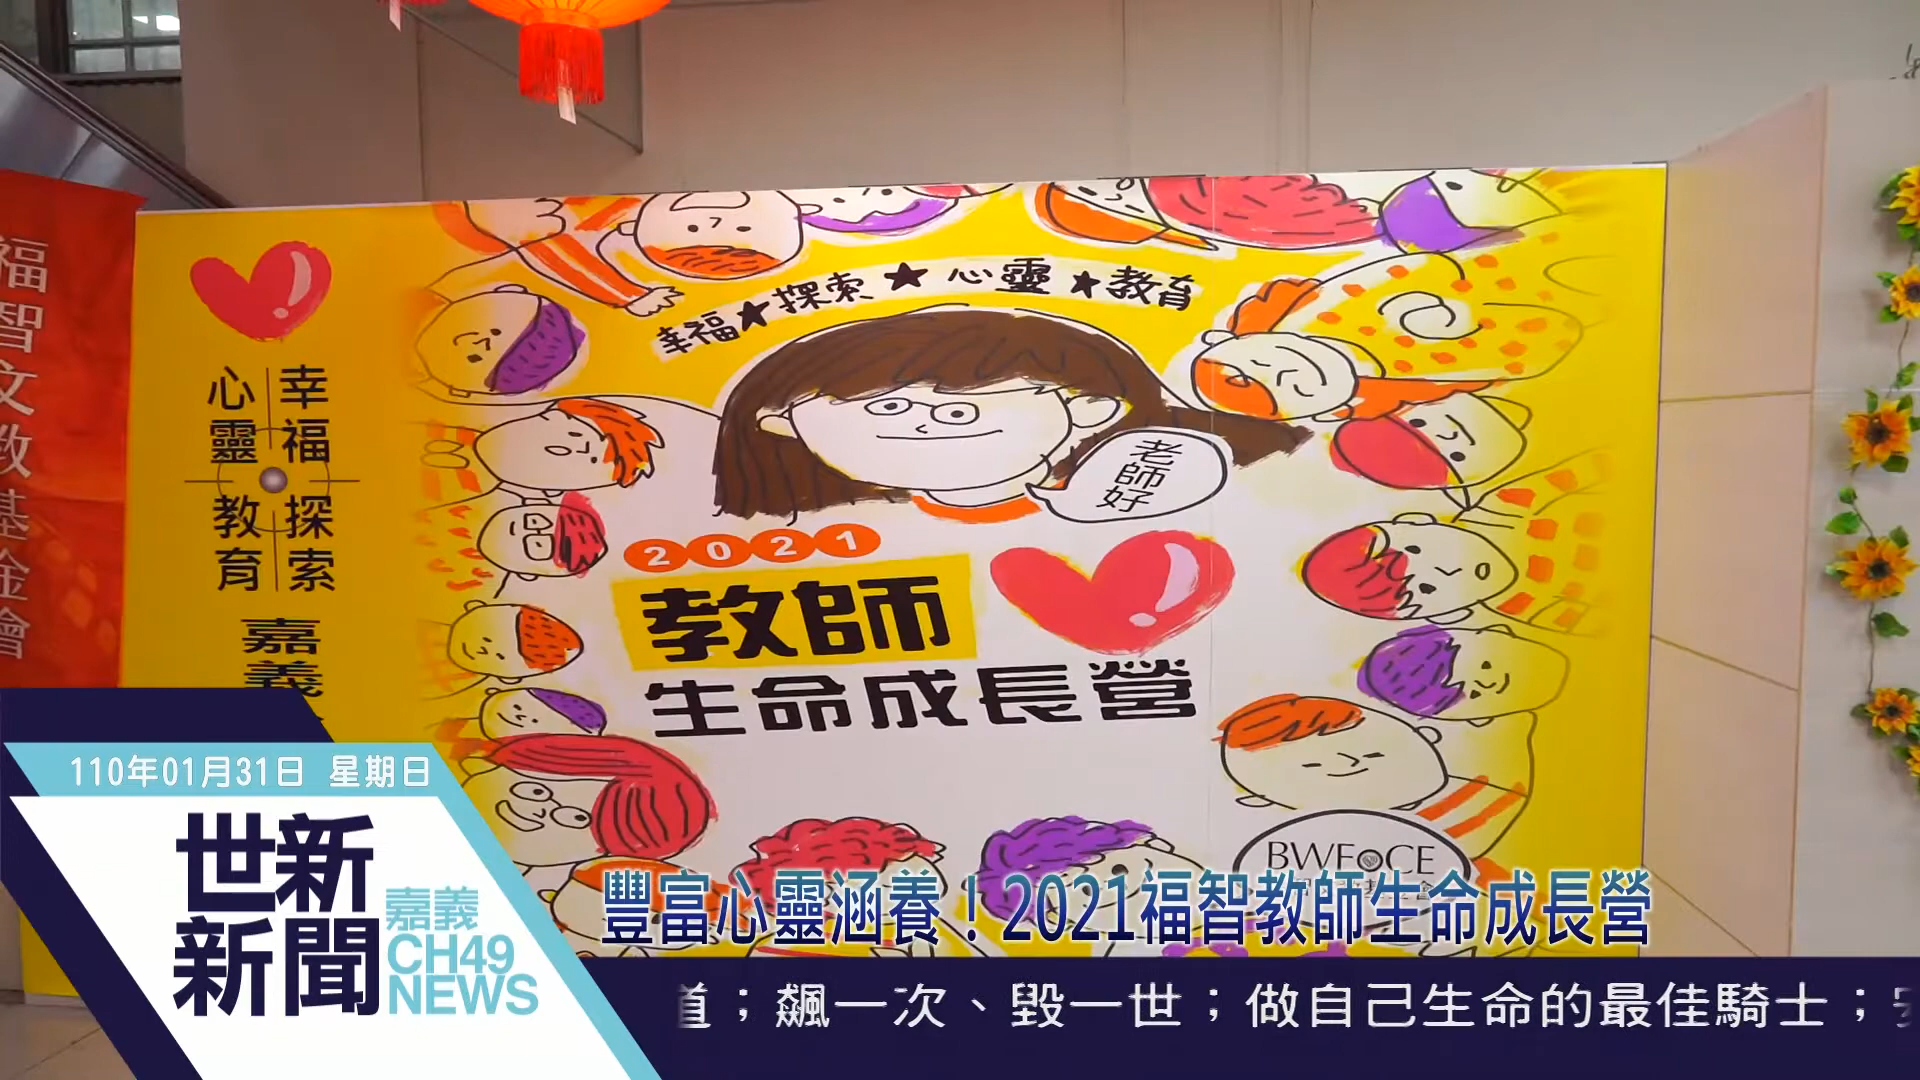 福智文教基金會
幸福探索
心靈教育
嘉義
幸福★探索★心靈★教育
老師好
2021
教師
生命成長營
BWFOCE
110年01月31日 星期日
世新新聞
嘉義
CH49
NEWS
豐富心靈涵養！2021福智教師生命成長營
道；飆一次、毀一世；做自己生命的最佳騎士；